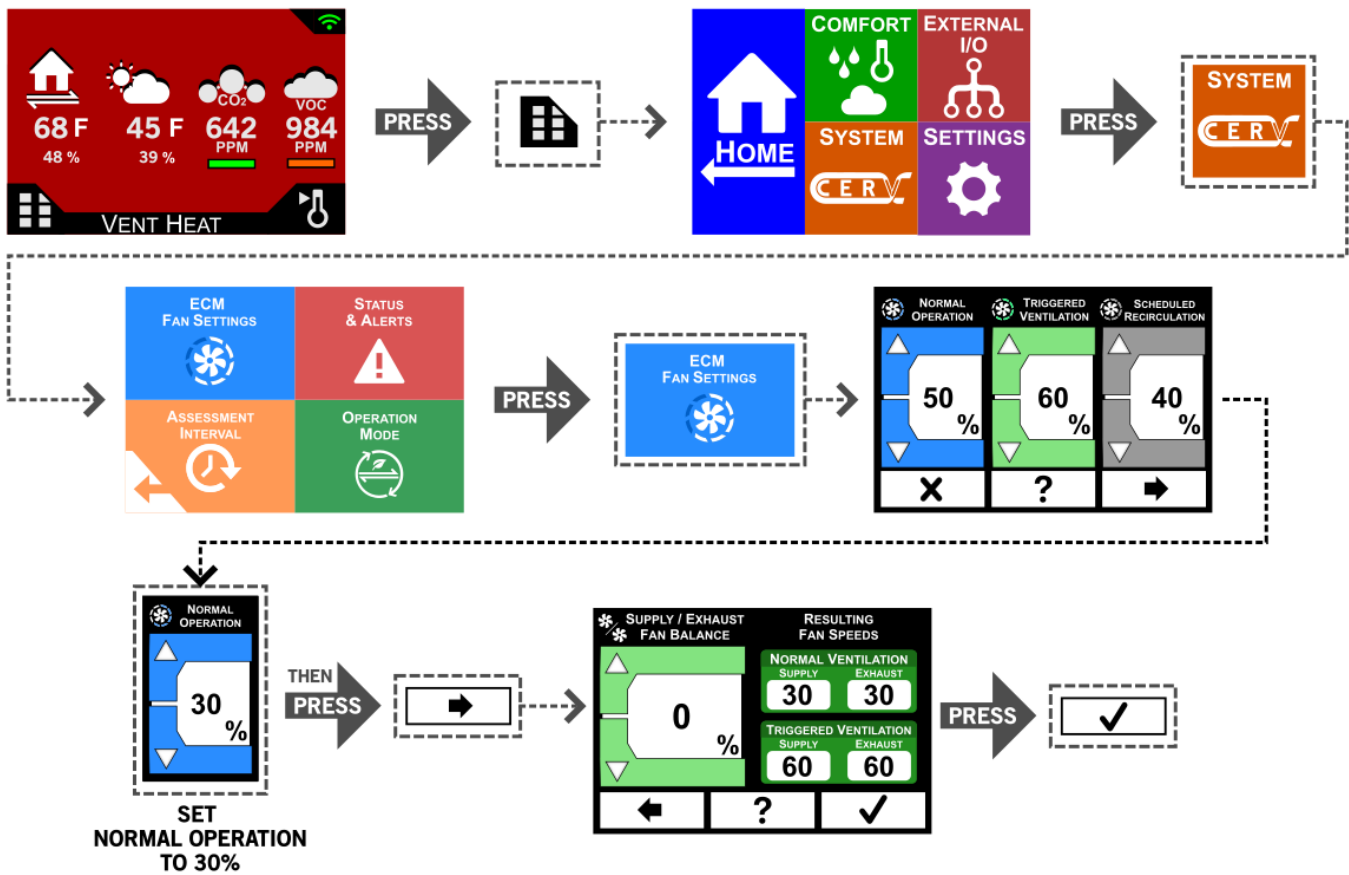 CO2
VOC
68 F
45 F
642
984
PPM
PPM
48 %
39 %
VENT HEAT
PRESS
HOME
COMFORT
EXTERNAL
I/O
SYSTEM
CERV
SETTINGS
PRESS
SYSTEM
CERV
ECM
FAN SETTINGS
STATUS
& ALERTS
ASSESSMENT
INTERVAL
OPERATION
MODE
PRESS
ECM
FAN SETTINGS
NORMAL
OPERATION
50
%
TRIGGERED
VENTILATION
60
%
SCHEDULED
RECIRCULATION
40
%
?
NORMAL
OPERATION
30
%
SET
NORMAL OPERATION
TO 30%
THEN
PRESS
SUPPLY / EXHAUST
FAN BALANCE
0
%
RESULTING
FAN SPEEDS
NORMAL VENTILATION
SUPPLY EXHAUST
30 30
TRIGGERED VENTILATION
SUPPLY EXHAUST
60 60
?
PRESS